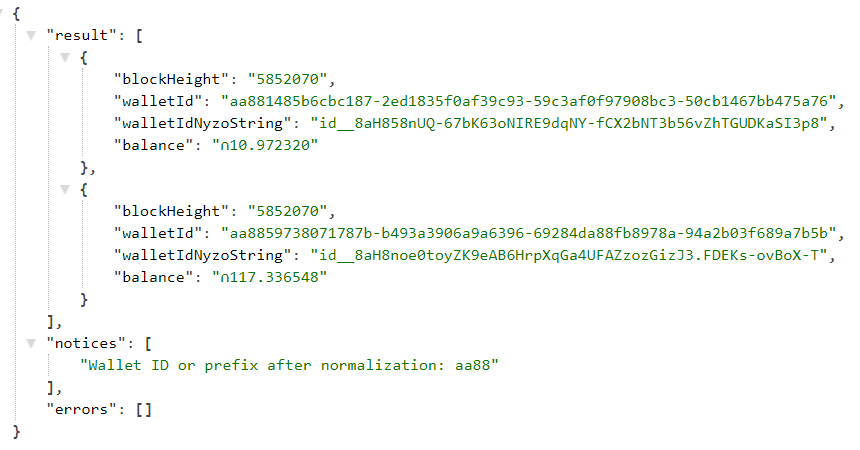 {
"result": [
{
"blockHeight": "5852070",
"walletId": "aa881485b6cbc187-2ed1835f0af39c93-59c3af0f97908bc3-50cb1467bb475a76",
"walletIdNyzoString": "id__8aH858nUQ-67bK63oNIRE9dqNY-fCX2bNT3b56vZhTGUDKaSI3p8",
"balance": "∩10.972320"
},
{
"blockHeight": "5852070",
"walletId": "aa8859738071787b-b493a3906a9a6396-69284da88fb8978a-94a2b03f689a7b5b",
"walletIdNyzoString": "id__8aH8noe0toyZK9eAB6HrpXqGa4UFAZzozGizJ3.FDEKs-ovBoX-T",
"balance": "∩117.336548"
}
],
"notices": [
"Wallet ID or prefix after normalization: aa88"
],
"errors": []
}